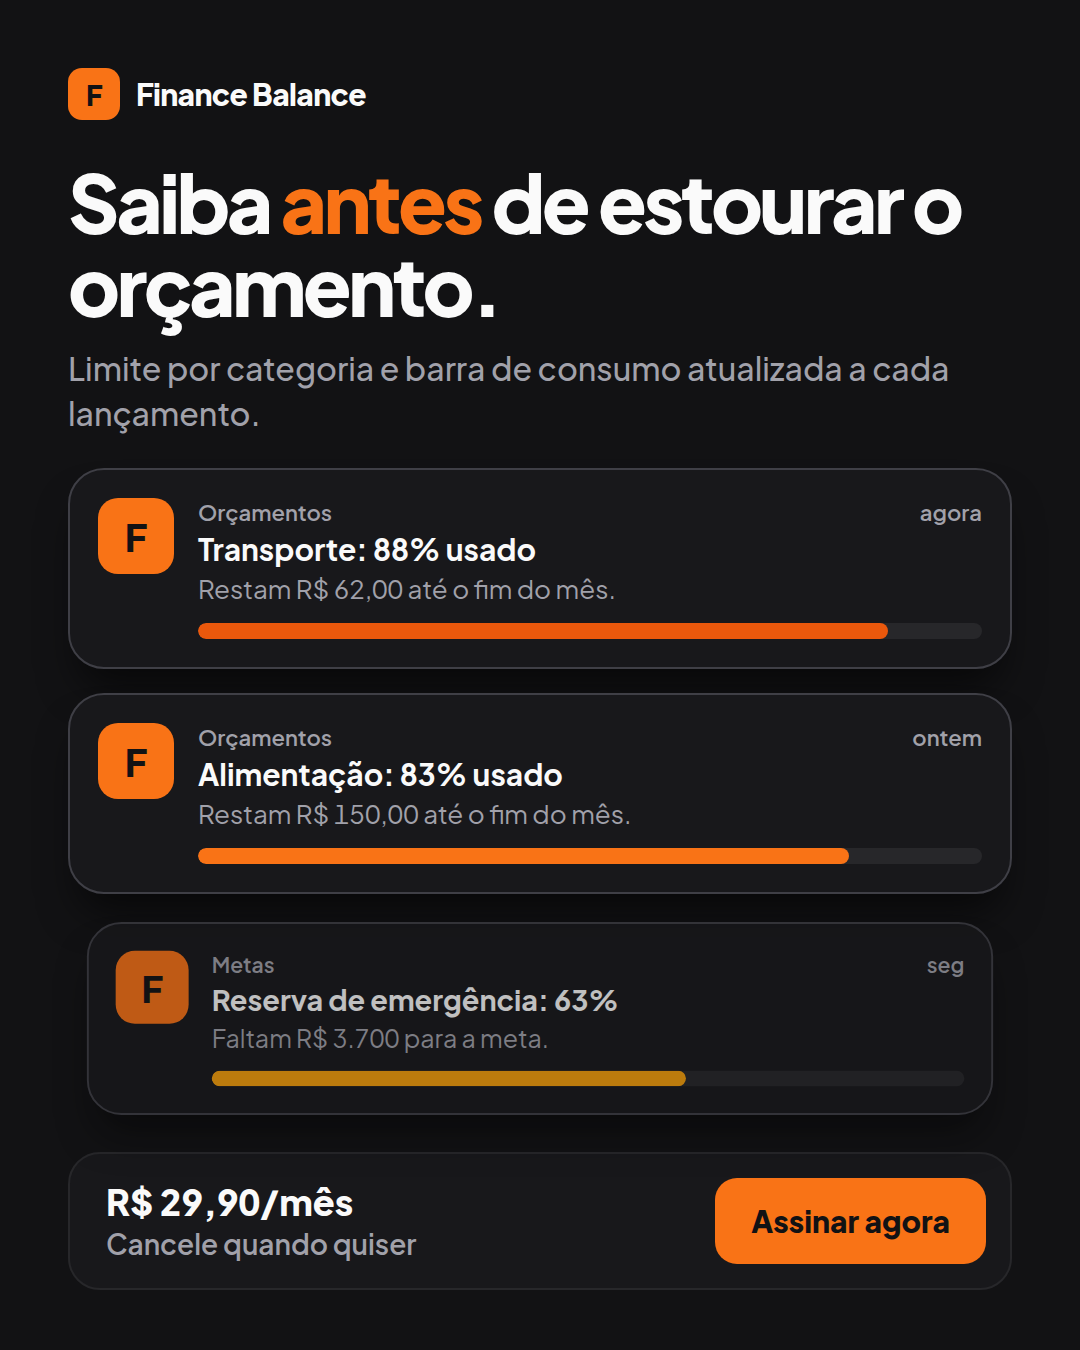 F Finance Balance
Saiba antes de estourar o
orçamento.
Limite por categoria e barra de consumo atualizada a cada
lançamento.
F
Orçamentos agora
Transporte: 88% usado
Restam R$ 62,00 até o fim do mês.
F
Orçamentos ontem
Alimentação: 83% usado
Restam R$ 150,00 até o fim do mês.
F
Metas seg
Reserva de emergência: 63%
Faltam R$ 3.700 para a meta.
R$ 29,90/mês
Cancele quando quiser
Assinar agora